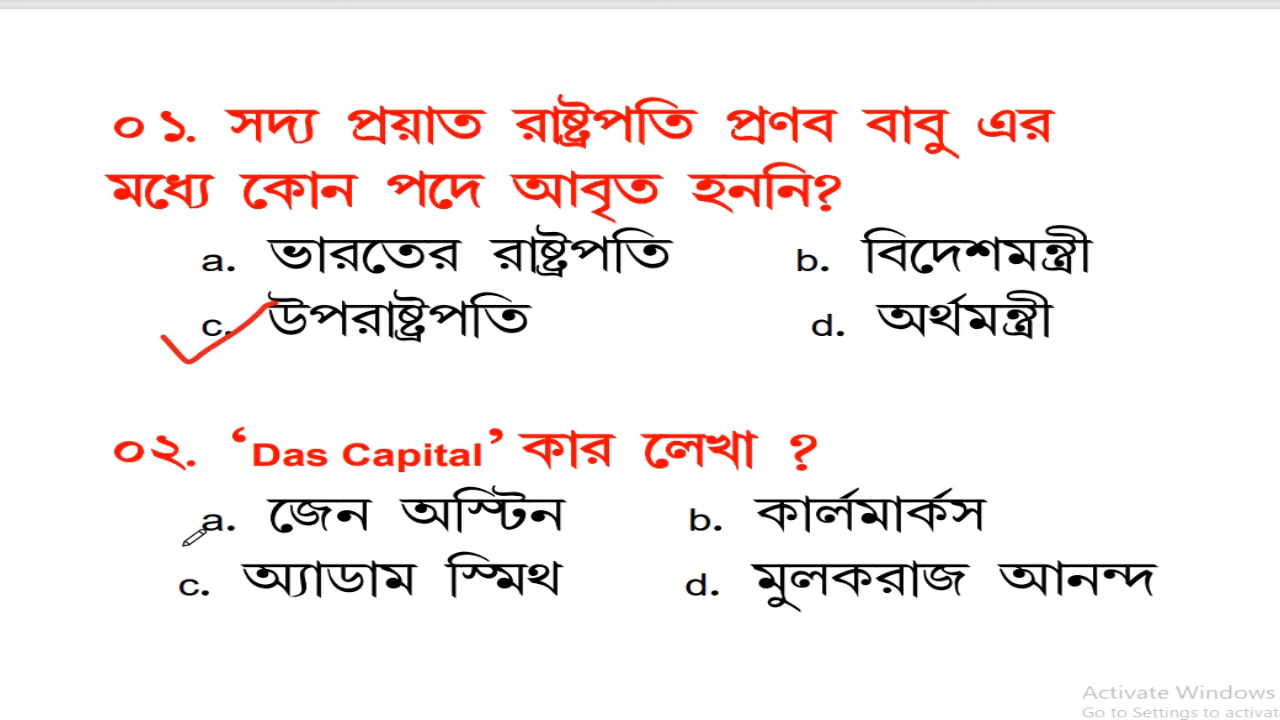 ০১. সদ্য প্রয়াত রাষ্ট্রপতি প্রণব বাবু এর
মধ্যে কোন পদে আবৃত হননি?
a. ভারতের রাষ্ট্রপতি b. বিদেশমন্ত্রী
c. উপরাষ্ট্রপতি d. অর্থমন্ত্রী
০২. ‘Das Capital’ কার লেখা ?
a. জেন অস্টিন b. কার্লমার্কস
c. অ্যাডাম স্মিথ d. মুলকরাজ আনন্দ
Activate Windows
Go to Settings to activat